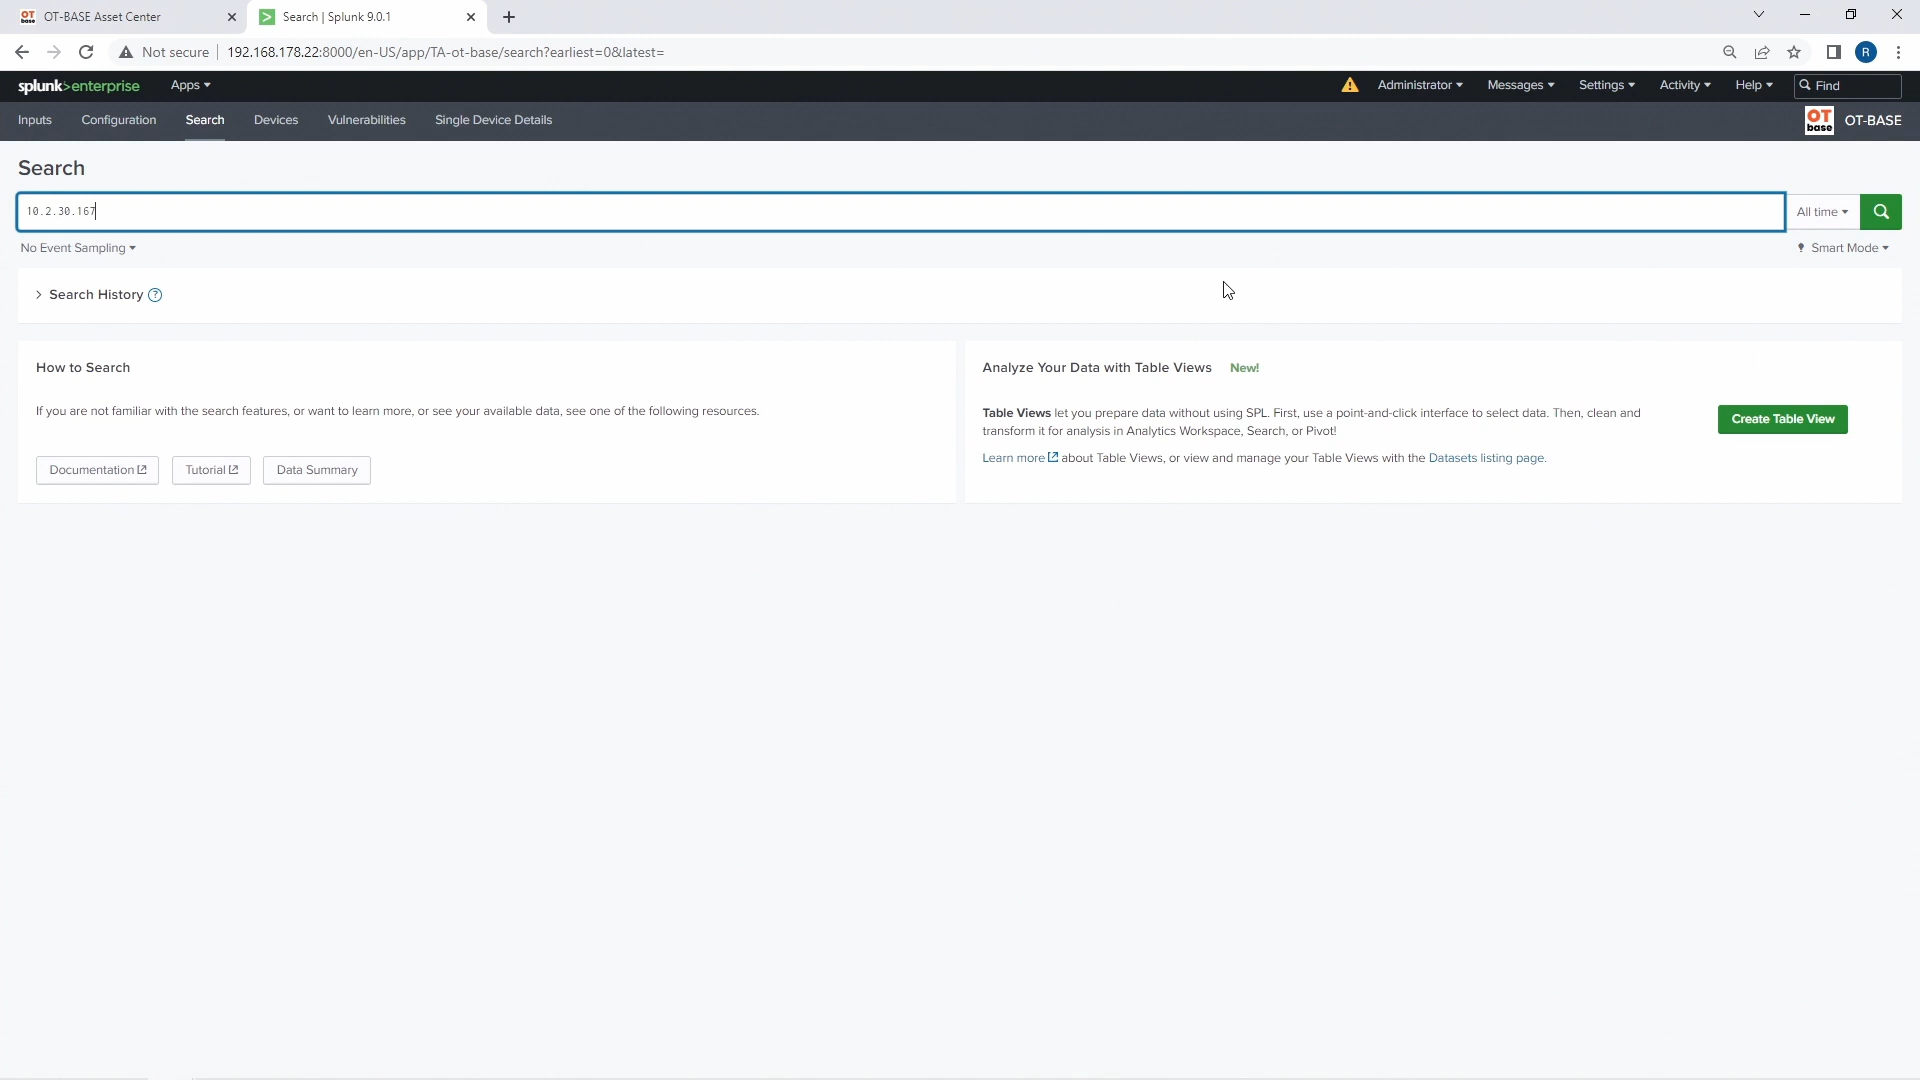 OT base OT-BASE Asset Center
Search | Splunk 9.0.1
Not secure 192.168.178.22:8000/en-US/app/TA-ot-base/search?earliest=0&latest=
R
splunk>enterprise Apps Administrator Messages Settings Activity Help Find
Inputs Configuration Search Devices Vulnerabilities Single Device Details OT base OT-BASE
Search
10.2.30.167 All time
No Event Sampling Smart Mode
> Search History ?
How to Search
If you are not familiar with the search features, or want to learn more, or see your available data, see one of the following resources.
Documentation Tutorial Data Summary
Analyze Your Data with Table Views New!
Table Views let you prepare data without using SPL. First, use a point-and-click interface to select data. Then, clean and
transform it for analysis in Analytics Workspace, Search, or Pivot!
Learn more about Table Views, or view and manage your Table Views with the Datasets listing page.
Create Table View